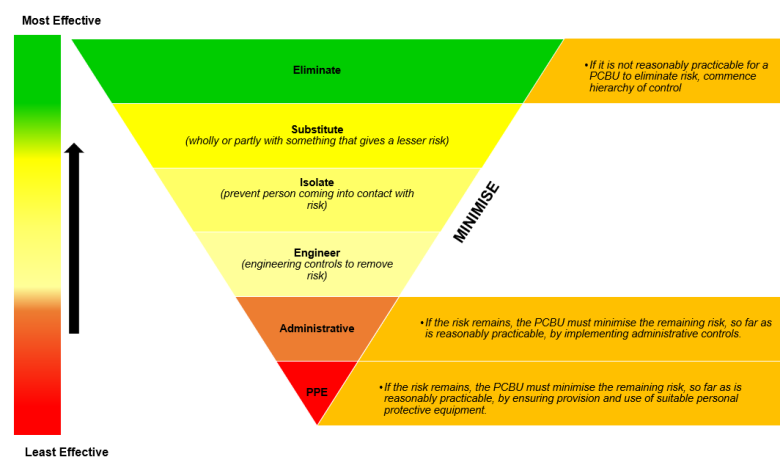 Most Effective
Eliminate
• If it is not reasonably practicable for a
PCBU to eliminate risk, commence
hierarchy of control
Substitute
(wholly or partly with something that gives a lesser risk)
Isolate
(prevent person coming into contact with
risk)
MINIMISE
Engineer
(engineering controls to remove
risk)
Administrative
• If the risk remains, the PCBU must minimise the remaining risk, so far as
is reasonably practicable, by implementing administrative controls.
PPE
• If the risk remains, the PCBU must minimise the remaining risk, so far as is
reasonably practicable, by ensuring provision and use of suitable personal
protective equipment.
Least Effective